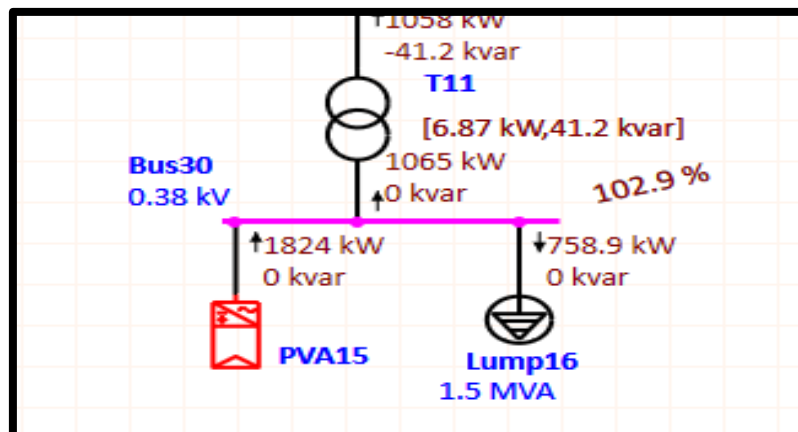 1058 kW
-41.2 kvar
T11
[6.87 kW,41.2 kvar]
Bus30
0.38 kV
1065 kW
0 kvar
102.9 %
1824 kW
0 kvar
758.9 kW
0 kvar
PVA15
Lump16
1.5 MVA